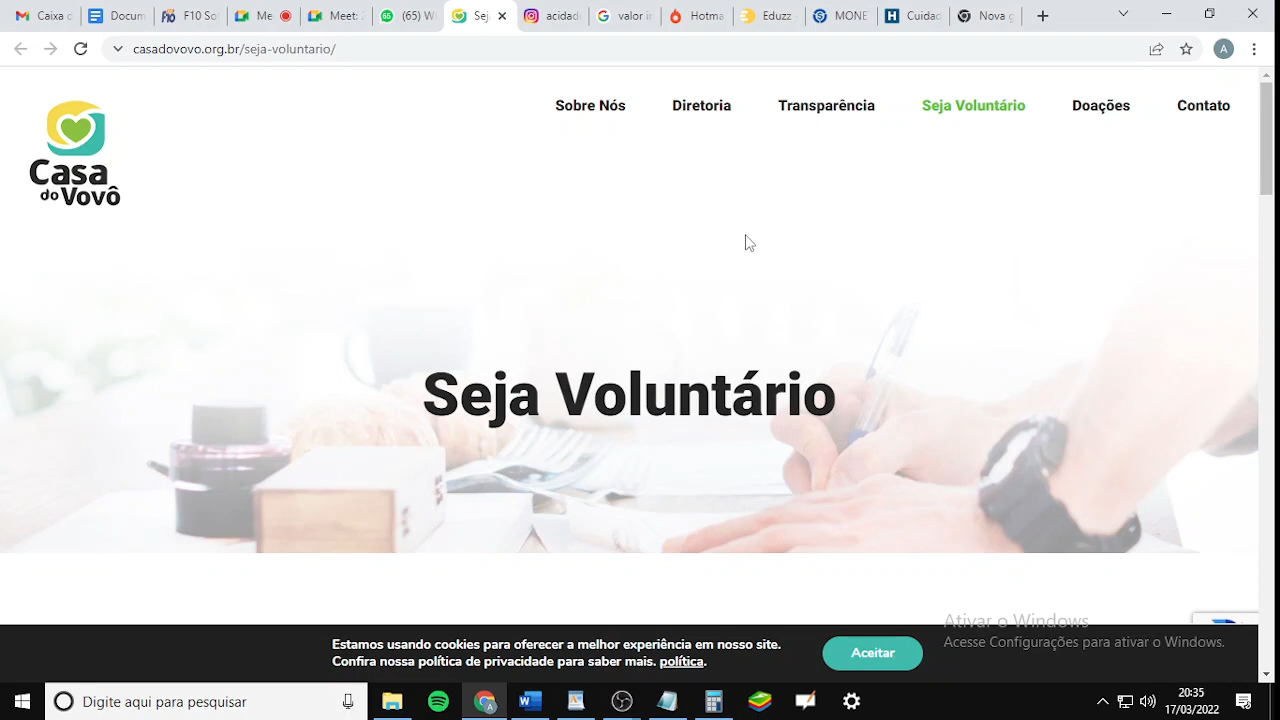 Caixa d
Docum
F10 So
Me
Meet.
(65) W
Sej
acidad
valor i
Hotma
Eduzz
MONE
Cuidac
Nova g
casadovovo.org.br/seja-voluntario/
A
Casa
do Vovô
Sobre Nós
Diretoria
Transparência
Seja Voluntário
Doações
Contato
Seja Voluntário
Estamos usando cookies para oferecer a melhor experiência em nosso site.
Confira nossa política de privacidade para saber mais. política.
Aceitar
Ativar o Windows
Acesse Configurações para ativar o Windows.
Digite aqui para pesquisar
20:35
17/03/2022